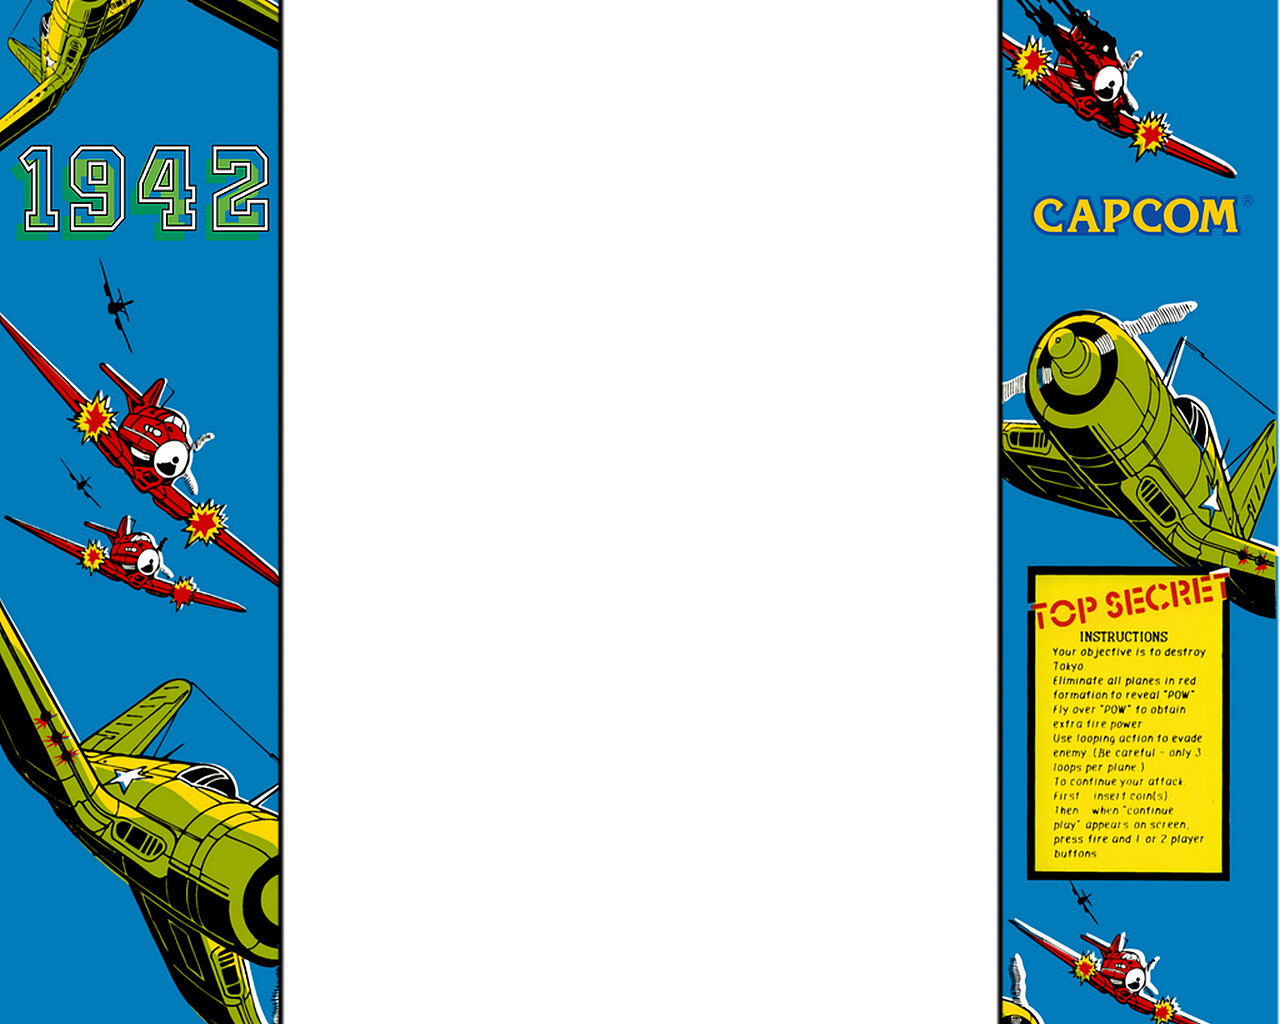 1942
CAPCOM®
TOP SECRET
INSTRUCTIONS
Your objective is to destroy
Tokyo.
Eliminate all planes in red
formation to reveal "POW"
Fly over "POW" to obtain
extra fire power
Use looping action to evade
enemy. (Be careful - only 3
loops per plane.)
To continue your attack.
First insert coin(s).
Then when "continue
play" appears on screen,
press fire and 1 or 2 player
buttons